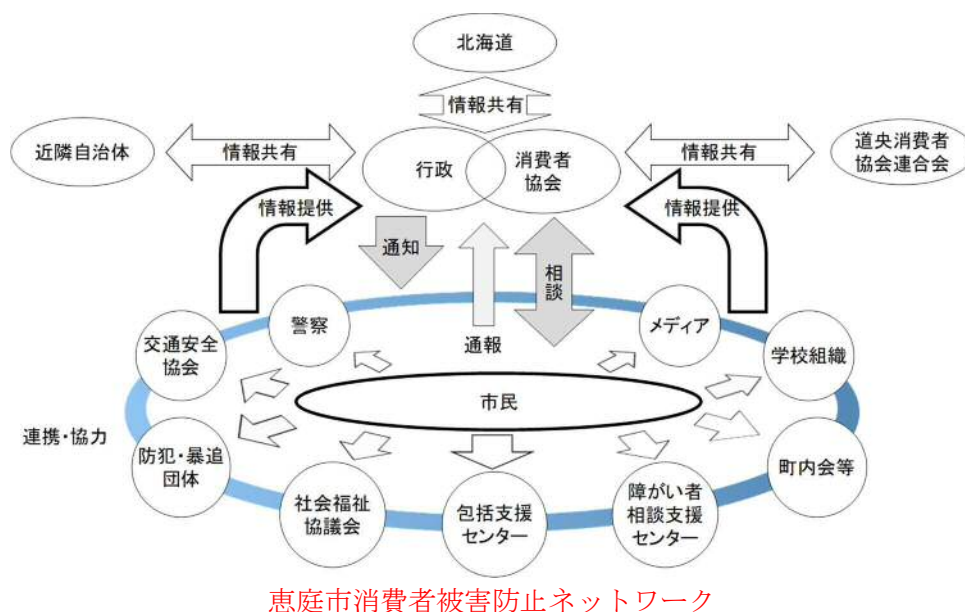 北海道
情報共有
近隣自治体
情報共有
行政
消費者
協会
情報共有
道央消費者
協会連合会
情報提供
情報提供
通知
相談
通報
警察
メディア
交通安全
協会
学校組織
市民
連携・協力
防犯・暴追
団体
町内会等
社会福祉
協議会
包括支援
センター
障がい者
相談支援
センター
恵庭市消費者被害防止ネットワーク